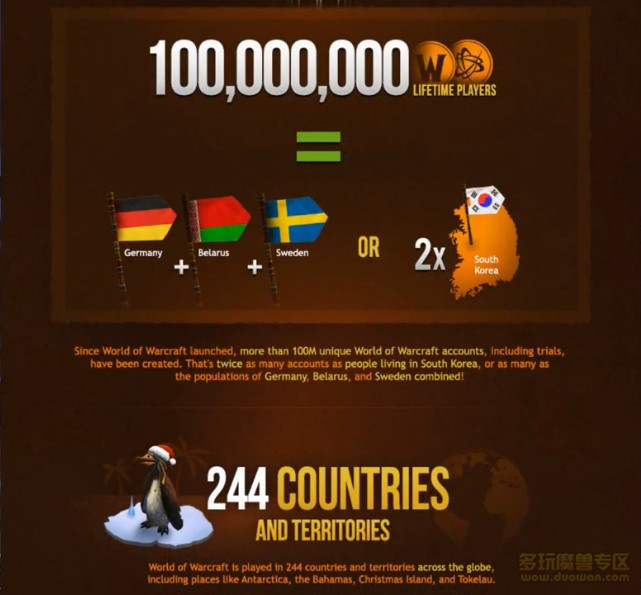 100,000,000
W
LIFETIME PLAYERS
=
Germany + Belarus + Sweden
OR
2x
South
Korea
Since World of Warcraft launched, more than 100M unique World of Warcraft accounts, including trials,
have been created. That's twice as many accounts as people living in South Korea, or as many as
the populations of Germany, Belarus, and Sweden combined!
244 COUNTRIES
AND TERRITORIES
World of Warcraft is played in 244 countries and territories across the globe,
including places like Antarctica, the Bahamas, Christmas Island, and Tokelau.
多玩魔兽专区
www.duowan.com